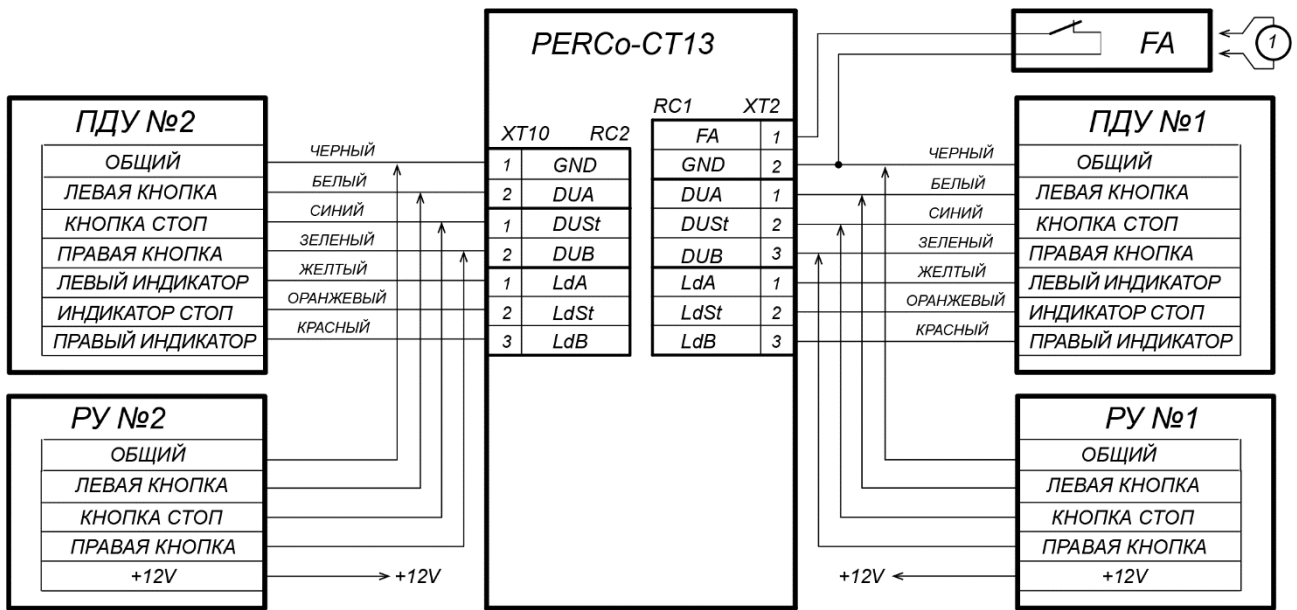 PERCo-CT13
FA
1
ПДУ №2
ОБЩИЙ
ЛЕВАЯ КНОПКА
КНОПКА СТОП
ПРАВАЯ КНОПКА
ЛЕВЫЙ ИНДИКАТОР
ИНДИКАТОР СТОП
ПРАВЫЙ ИНДИКАТОР
ЧЕРНЫЙ
БЕЛЫЙ
СИНИЙ
ЗЕЛЕНЫЙ
ЖЕЛТЫЙ
ОРАНЖЕВЫЙ
КРАСНЫЙ
XT10 RC2
1 GND
2 DUA
1 DUSt
2 DUB
1 LdA
2 LdSt
3 LdB
RC1 XT2
FA 1
GND 2
DUA 1
DUSt 2
DUB 3
LdA 1
LdSt 2
LdB 3
ЧЕРНЫЙ
БЕЛЫЙ
СИНИЙ
ЗЕЛЕНЫЙ
ЖЕЛТЫЙ
ОРАНЖЕВЫЙ
КРАСНЫЙ
ПДУ №1
ОБЩИЙ
ЛЕВАЯ КНОПКА
КНОПКА СТОП
ПРАВАЯ КНОПКА
ЛЕВЫЙ ИНДИКАТОР
ИНДИКАТОР СТОП
ПРАВЫЙ ИНДИКАТОР
РУ №2
ОБЩИЙ
ЛЕВАЯ КНОПКА
КНОПКА СТОП
ПРАВАЯ КНОПКА
+12V
+12V
РУ №1
ОБЩИЙ
ЛЕВАЯ КНОПКА
КНОПКА СТОП
ПРАВАЯ КНОПКА
+12V
+12V